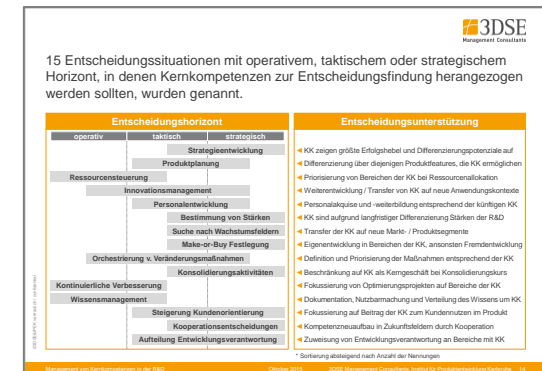 3DSE
Management Consultants
15 Entscheidungssituationen mit operativem, taktischem oder strategischem
Horizont, in denen Kernkompetenzen zur Entscheidungsfindung herangezogen
werden sollten, wurden genannt.
Entscheidungshorizont
Entscheidungsunterstützung
operativ taktisch strategisch
Strategieentwicklung
KK zeigen größte Erfolgshebel und Differenzierungspotenziale auf
Produktplanung
Differenzierung über diejenigen Produktfeatures, die KK ermöglichen
Ressourcensteuerung
Priorisierung von Bereichen der KK bei Ressourcenallokation
Innovationsmanagement
Weiterentwicklung / Transfer von KK auf neue Anwendungskontexte
Personalentwicklung
Personalakquise und -weiterbildung entsprechend der künftigen KK
Bestimmung von Stärken
KK sind aufgrund langfristiger Differenzierung Stärken der R&D
Suche nach Wachstumsfeldern
Transfer der KK auf neue Markt- / Produktsegmente
Make-or-Buy Festlegung
Eigenentwicklung in Bereichen der KK, ansonsten Fremdentwicklung
Orchestrierung v. Veränderungsmaßnahmen
Definition und Priorisierung der Maßnahmen entsprechend der KK
Konsolidierungsaktivitäten
Beschränkung auf KK als Kerngeschäft bei Konsolidierungskurs
Kontinuierliche Verbesserung
Fokussierung von Optimierungsprojekten auf Bereiche der KK
Wissensmanagement
Dokumentation, Nutzbarmachung und Verteilung des Wissens um KK
Steigerung Kundenorientierung
Fokussierung auf Beitrag der KK zum Kundennutzen im Produkt
Kooperationsentscheidungen
Kompetenzneuaufbau in Zukunftsfeldern durch Kooperation
Aufteilung Entwicklungsverantwortung
Zuweisung von Entwicklungsverantwortung an Bereiche mit KK
* Sortierung absteigend nach Anzahl der Nennungen
Management von Kernkompetenzen in der R&D Oktober 2015 3DSE Management Consultants; Institut für Produktentwicklung Karlsruhe 14